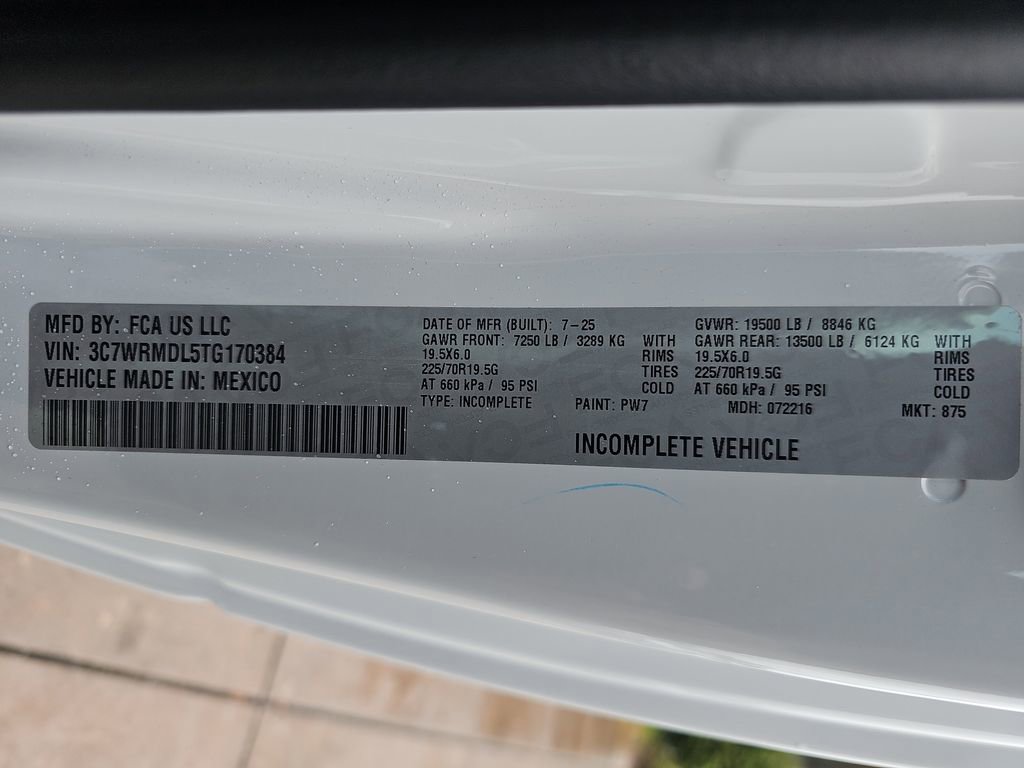 MFD BY: FCA US LLC
VIN: 3C7WRMDL5TG170384
VEHICLE MADE IN: MEXICO
DATE OF MFR (BUILT): 7-25
GAWR FRONT: 7250 LB / 3289 KG WITH
19.5X6.0 RIMS
225/70R19.5G TIRES
AT 660 kPa / 95 PSI COLD
TYPE: INCOMPLETE PAINT: PW7
GVWR: 19500 LB / 8846 KG
GAWR REAR: 13500 LB / 6124 KG WITH
19.5X6.0 RIMS
225/70R19.5G TIRES
AT 660 kPa / 95 PSI COLD
MDH: 072216 MKT: 875
INCOMPLETE VEHICLE